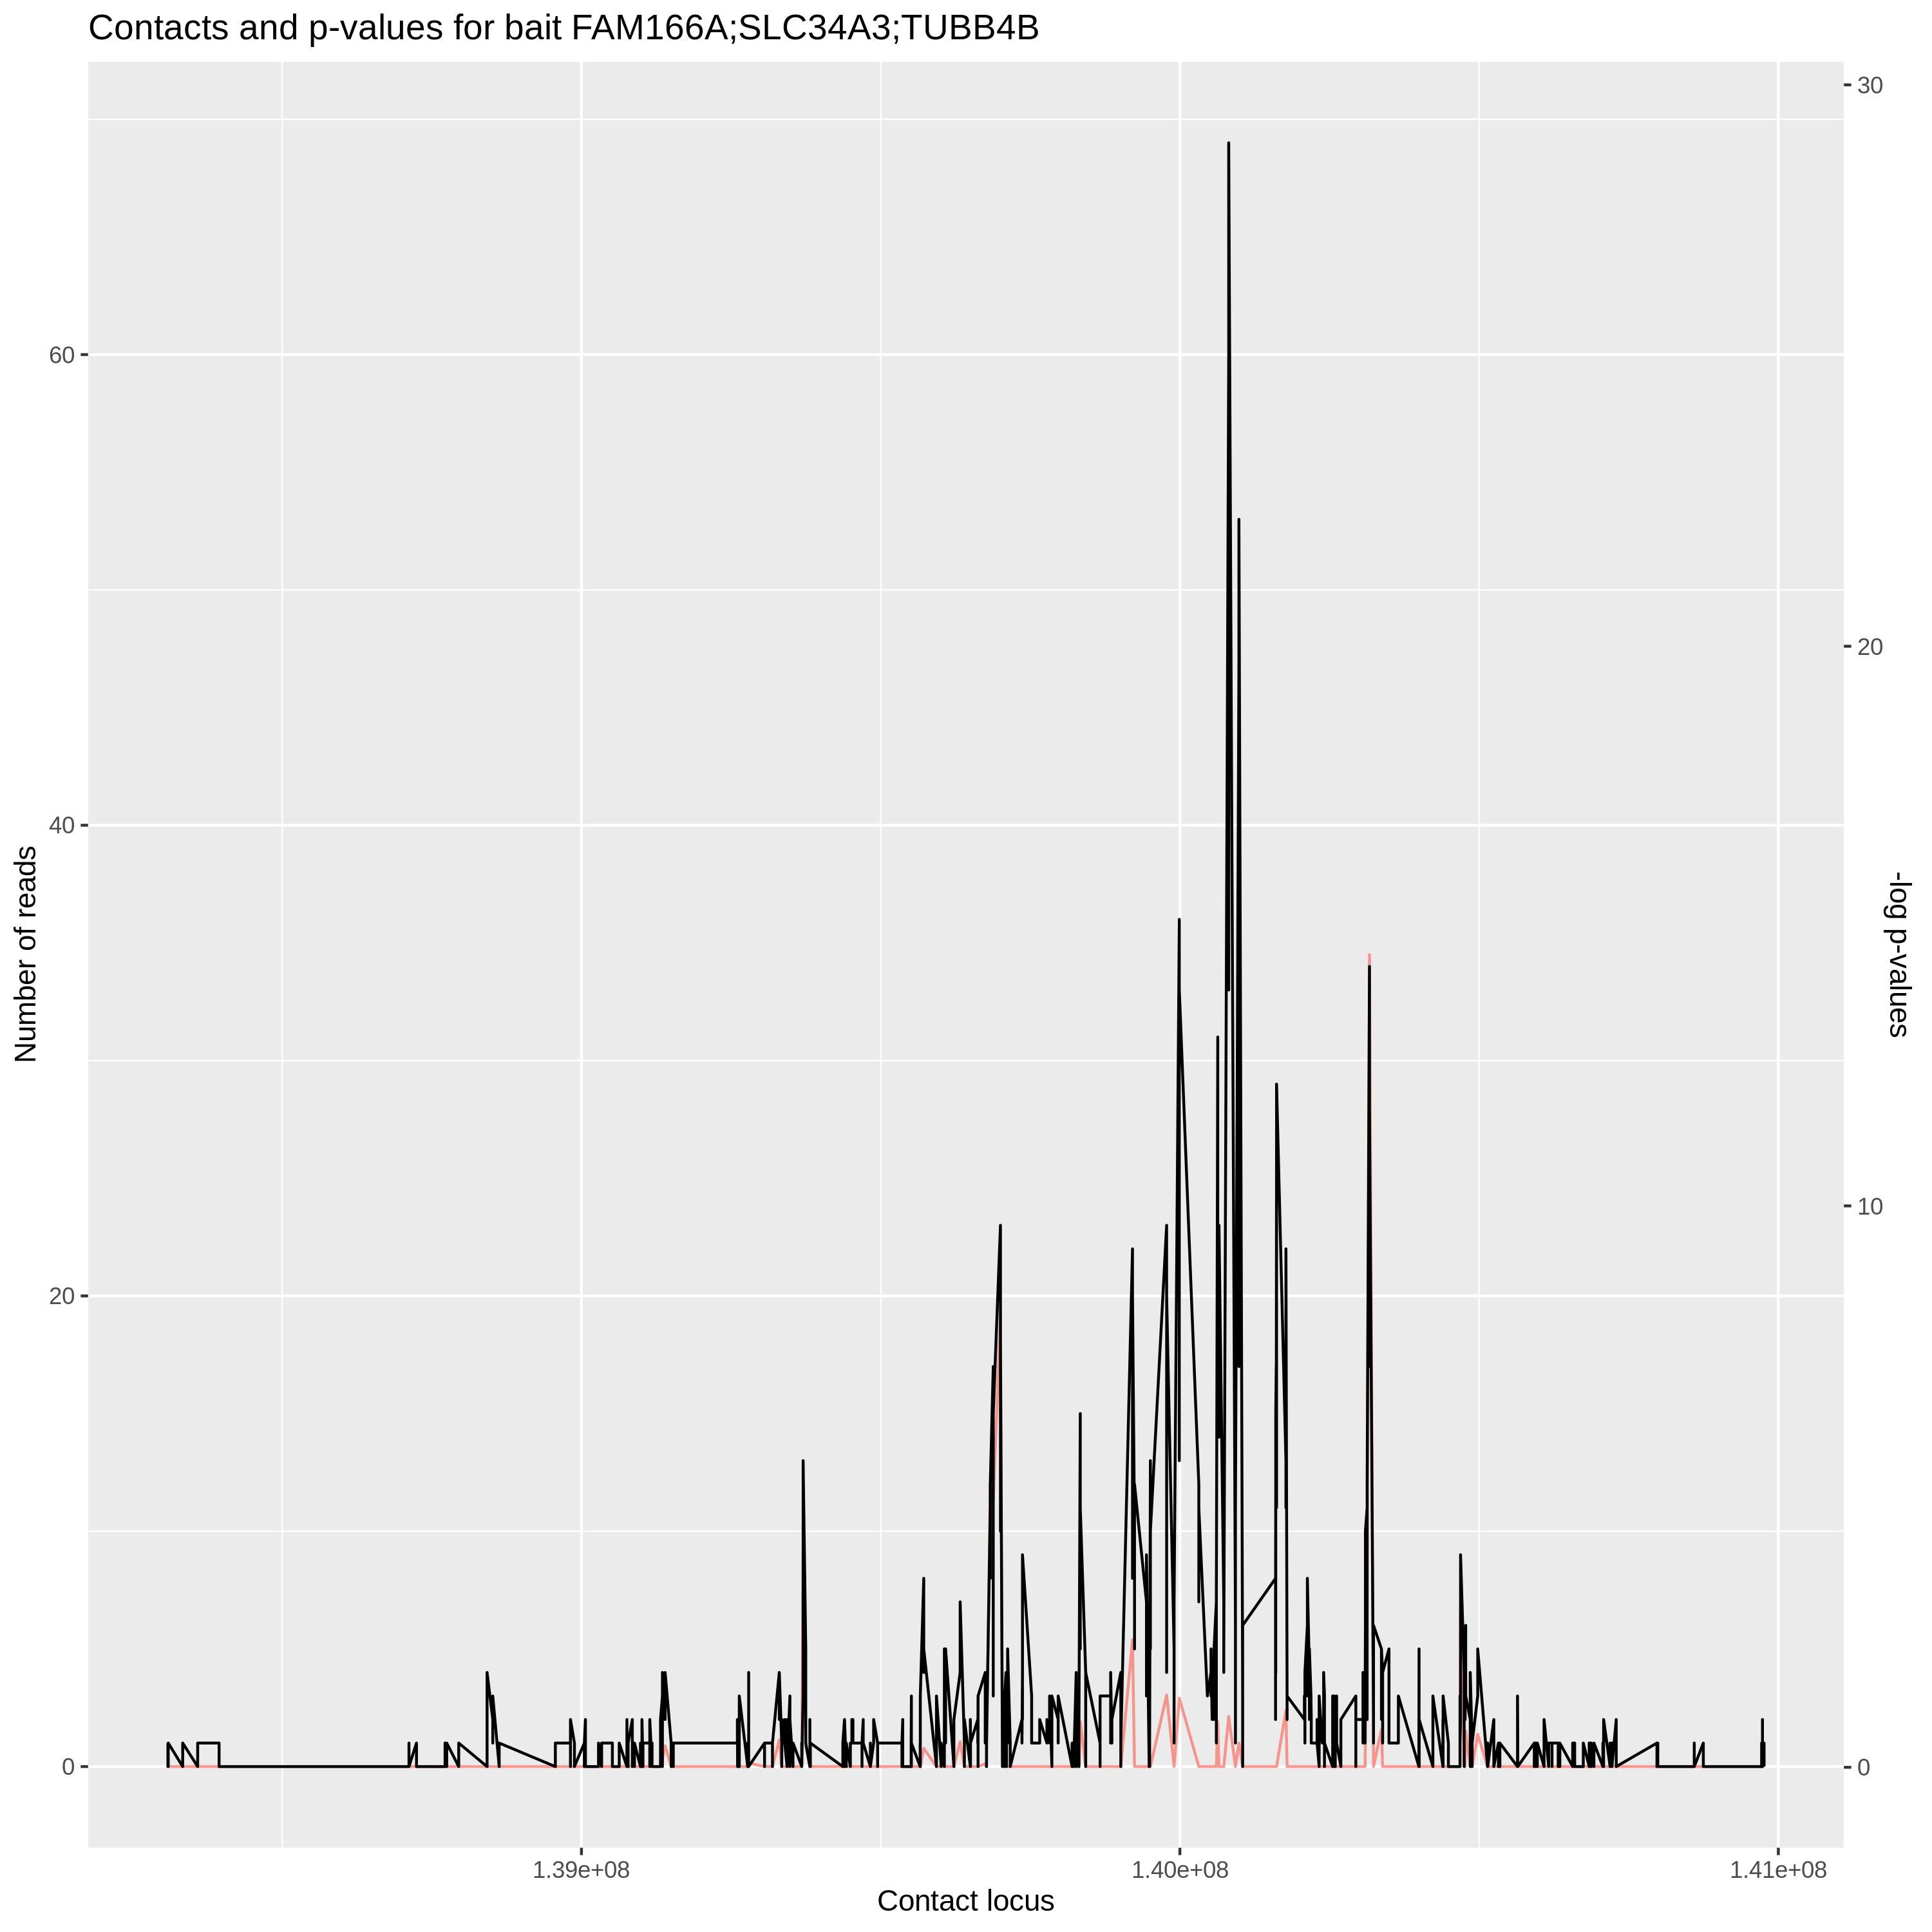 Contacts and p-values for bait FAM166A;SLC34A3;TUBB4B
30
60
20
40
Number of reads
-log p-values
10
20
0
0
1.39e+08
1.40e+08
1.41e+08
Contact locus